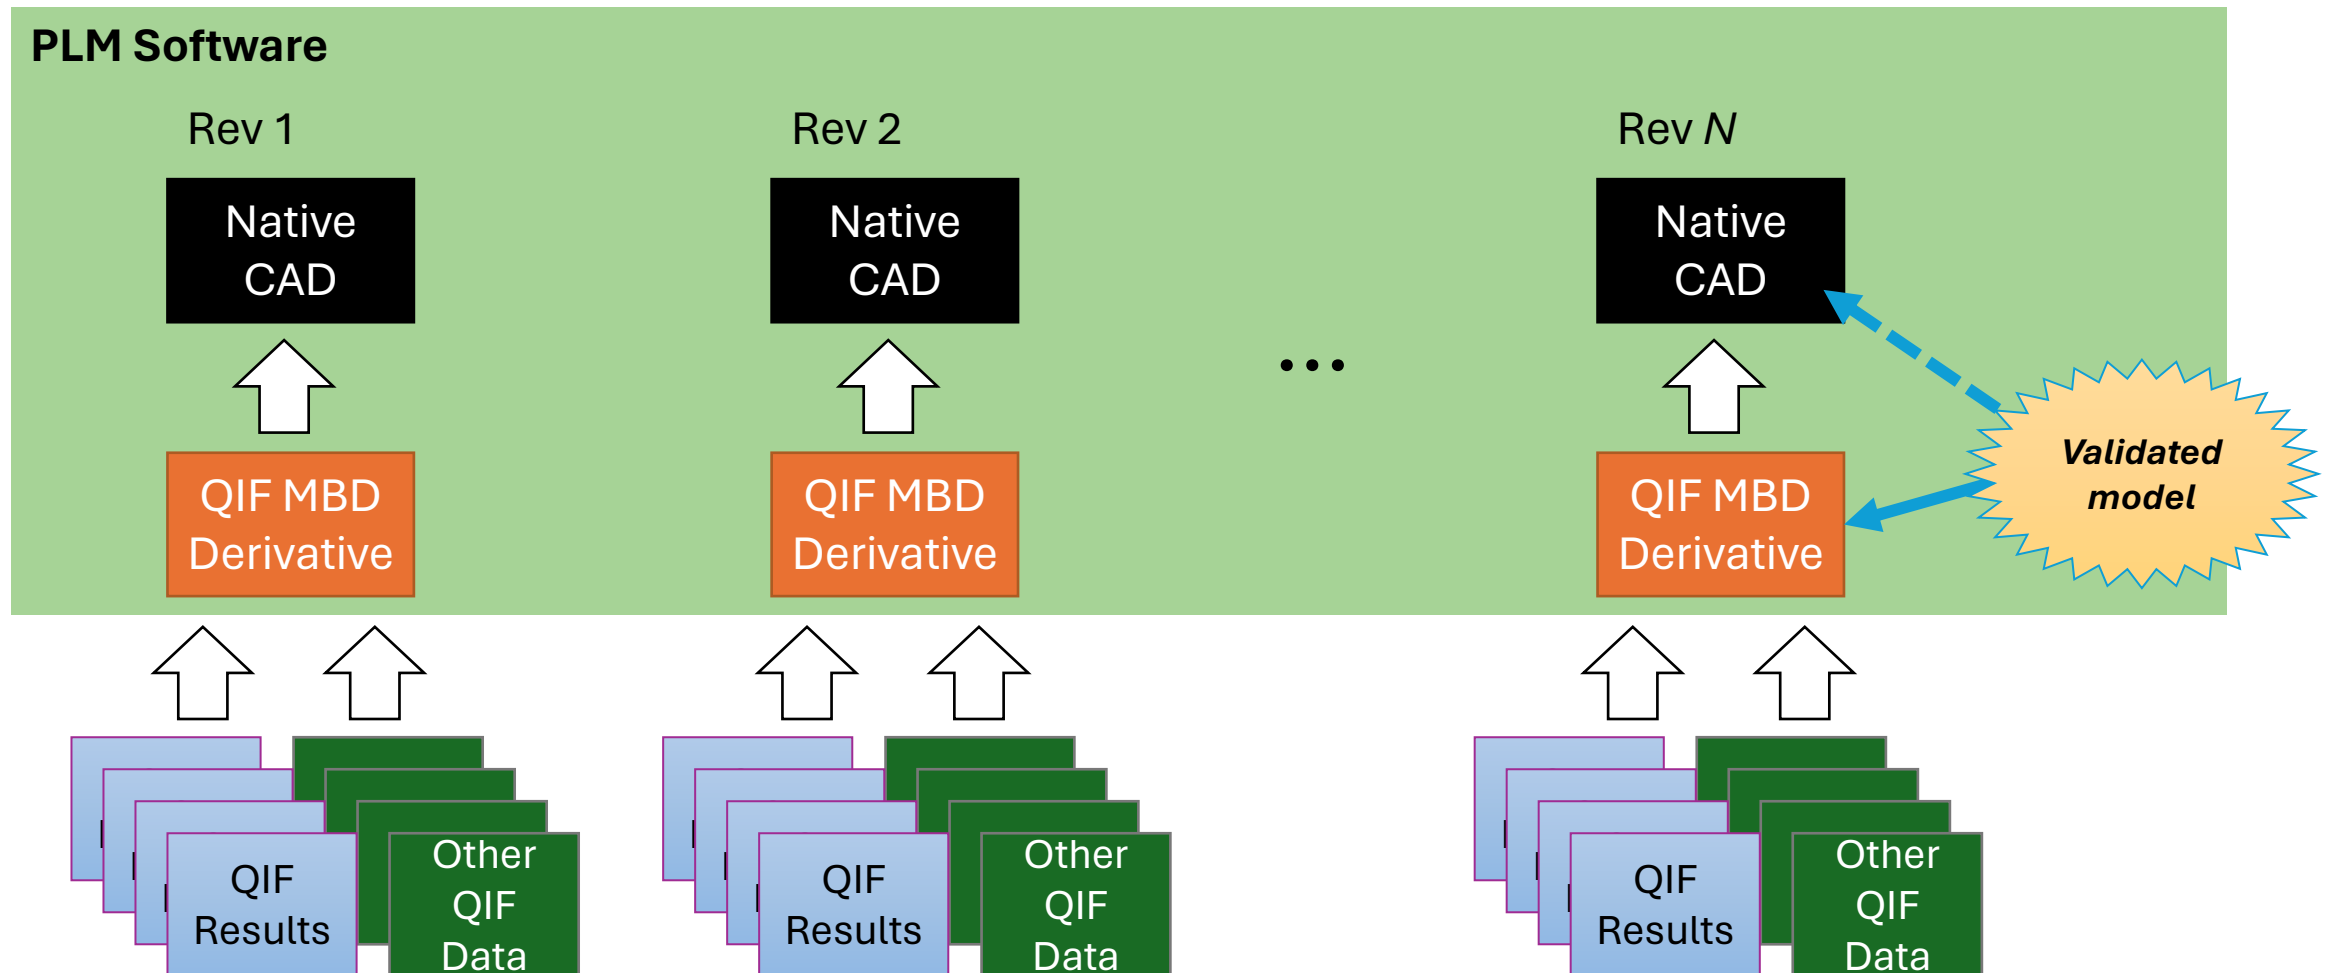 PLM Software
Rev 1
Rev 2
Rev N
Native
CAD
Native
CAD
Native
CAD
...
Validated
model
QIF MBD
Derivative
QIF MBD
Derivative
QIF MBD
Derivative
QIF
Results
Other
QIF
Data
QIF
Results
Other
QIF
Data
QIF
Results
Other
QIF
Data